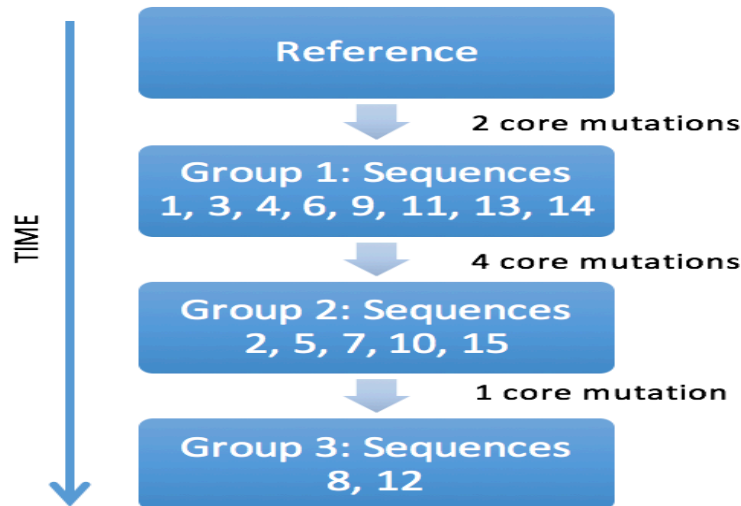 Reference
2 core mutations
Group 1: Sequences
1, 3, 4, 6, 9, 11, 13, 14
TIME
4 core mutations
Group 2: Sequences
2, 5, 7, 10, 15
1 core mutation
Group 3: Sequences
8, 12